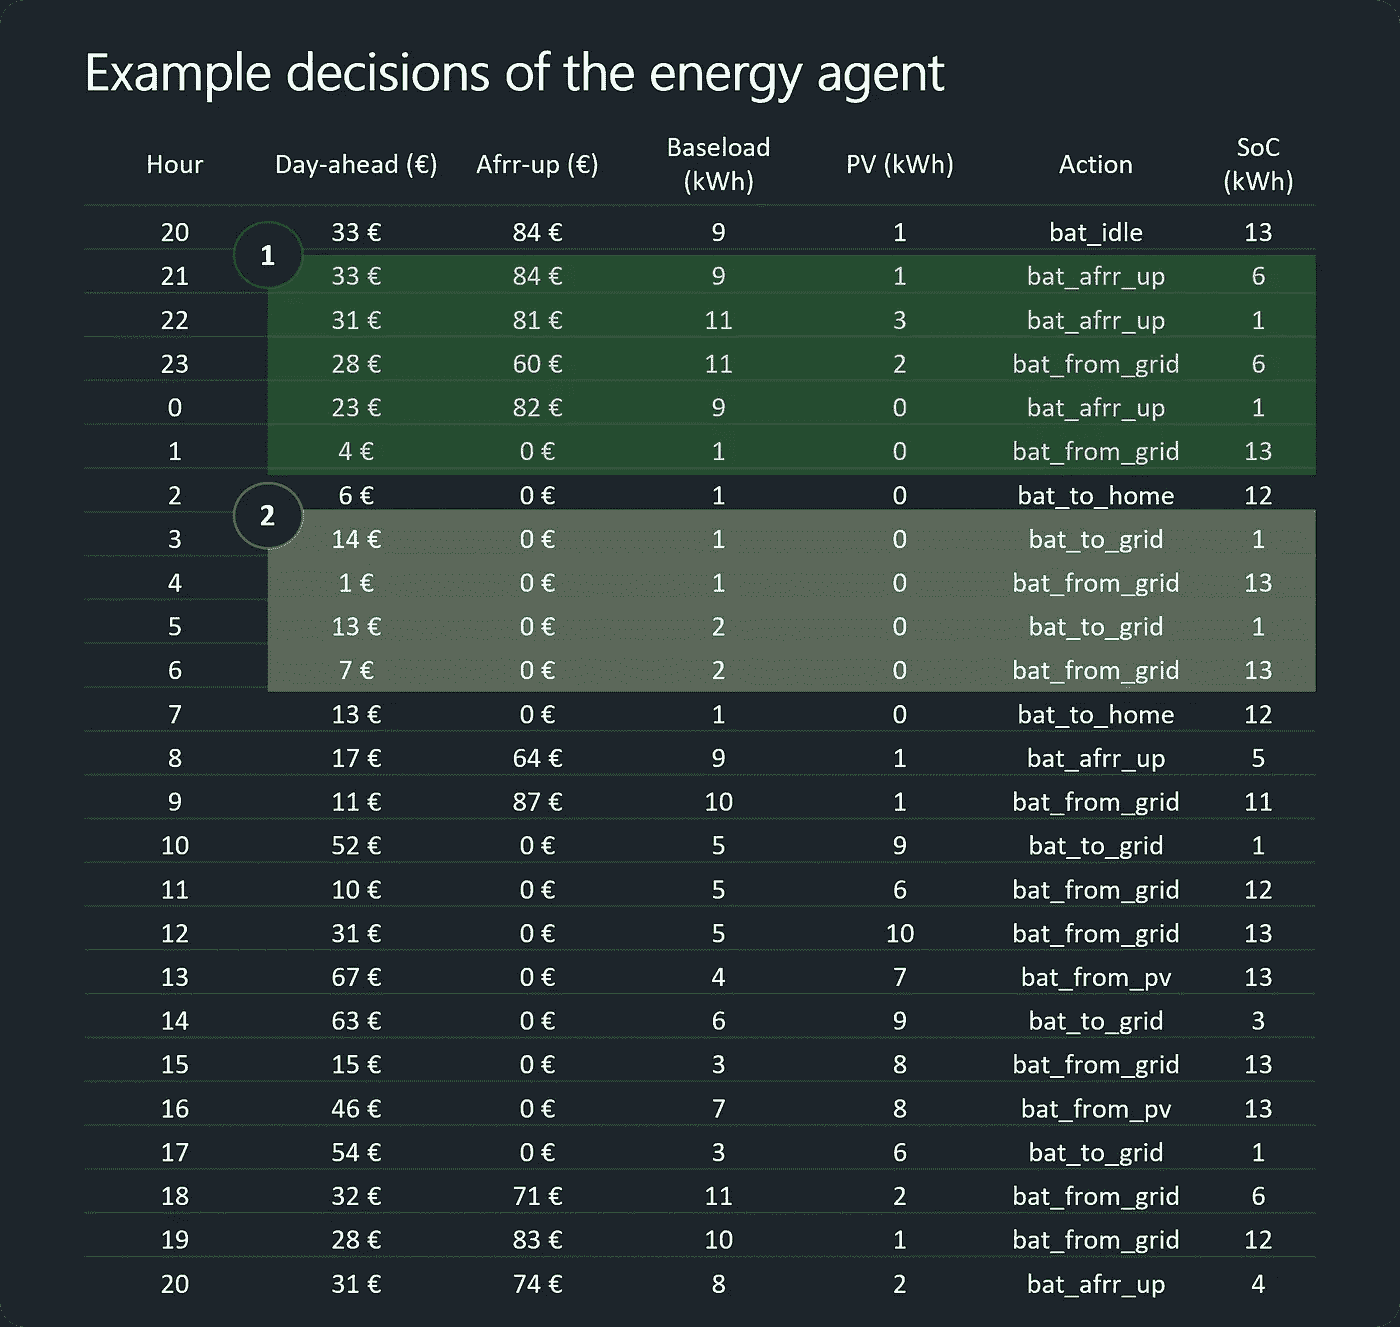 Example decisions of the energy agent
Hour Day-ahead (€) Afrr-up (€) Baseload (kWh) PV (kWh) Action SoC (kWh)
20 33 € 84 € 9 1 bat_idle 13
1
21 33 € 84 € 9 1 bat_afrr_up 6
22 31 € 81 € 11 3 bat_afrr_up 1
23 28 € 60 € 11 2 bat_from_grid 6
0 23 € 82 € 9 0 bat_afrr_up 1
1 4 € 0 € 1 0 bat_from_grid 13
2 6 € 0 € 1 0 bat_to_home 12
2
3 14 € 0 € 1 0 bat_to_grid 1
4 1 € 0 € 1 0 bat_from_grid 13
5 13 € 0 € 2 0 bat_to_grid 1
6 7 € 0 € 2 0 bat_from_grid 13
7 13 € 0 € 1 0 bat_to_home 12
8 17 € 64 € 9 1 bat_afrr_up 5
9 11 € 87 € 10 1 bat_from_grid 11
10 52 € 0 € 5 9 bat_to_grid 1
11 10 € 0 € 5 6 bat_from_grid 12
12 31 € 0 € 5 10 bat_from_grid 13
13 67 € 0 € 4 7 bat_from_pv 13
14 63 € 0 € 6 9 bat_to_grid 3
15 15 € 0 € 3 8 bat_from_grid 13
16 46 € 0 € 7 8 bat_from_pv 13
17 54 € 0 € 3 6 bat_to_grid 1
18 32 € 71 € 11 2 bat_from_grid 6
19 28 € 83 € 10 1 bat_from_grid 12
20 31 € 74 € 8 2 bat_afrr_up 4